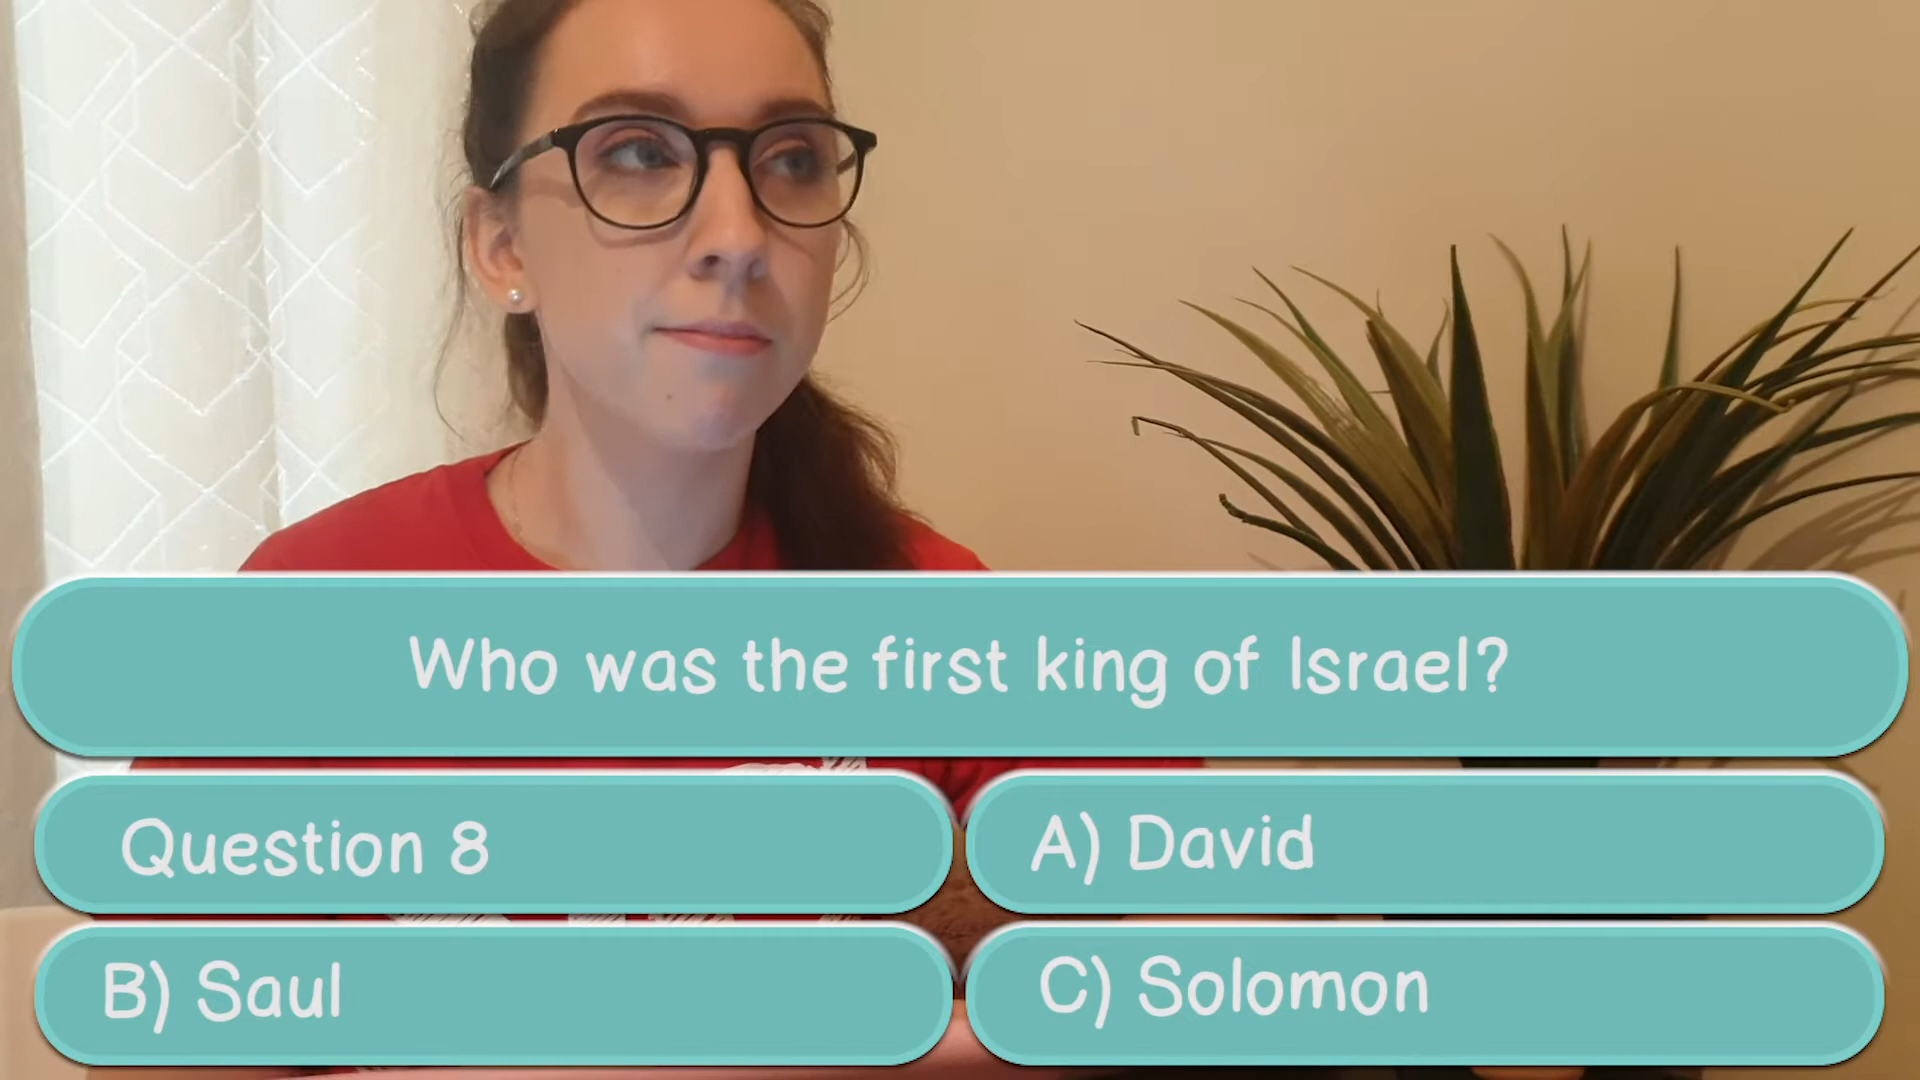 Who was the first king of Israel?
Question 8
A) David
B) Saul
C) Solomon